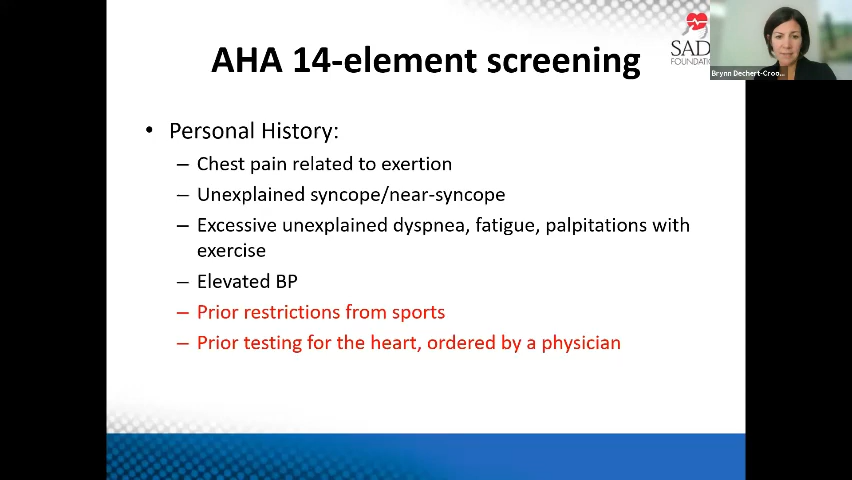 AHA 14-element screening
SAD
FOUNDATION
Brynn Dechert-Croo...
• Personal History:
– Chest pain related to exertion
– Unexplained syncope/near-syncope
– Excessive unexplained dyspnea, fatigue, palpitations with
exercise
– Elevated BP
– Prior restrictions from sports
– Prior testing for the heart, ordered by a physician